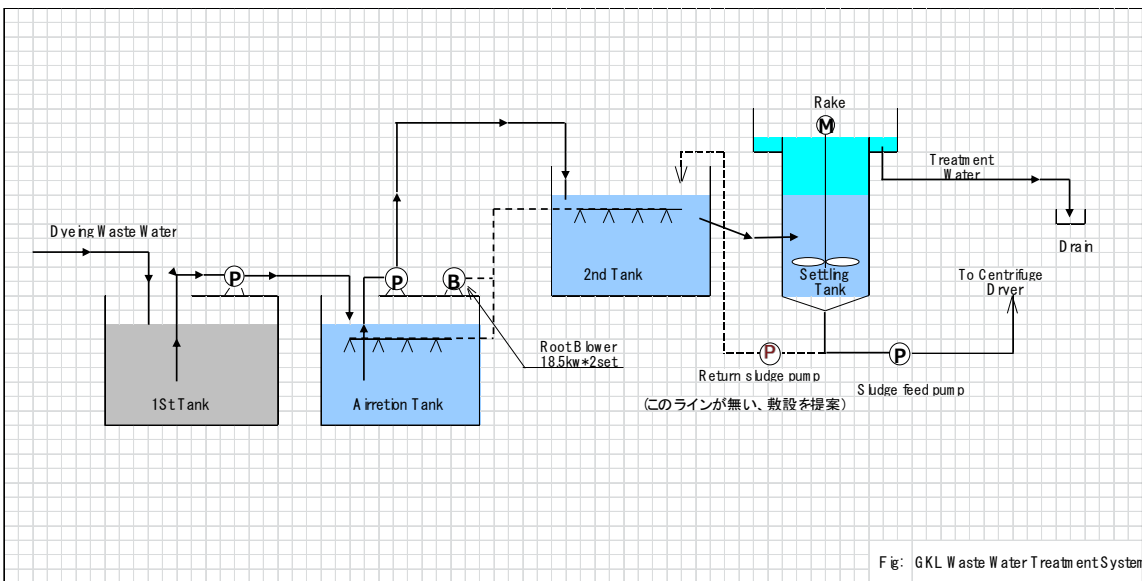 Rake
M
Treatment
Water
Dyeing Waste Water
Drain
P
P
B
2nd Tank
Settling
Tank
To Centrifuge
Dryer
Root Blower
18.5kw*2set
P
P
Return sludge pump
Sludge feed pump
(このラインが無い、敷設を提案)
1St Tank
Airretion Tank
Fig: GKL Waste Water Treatment System